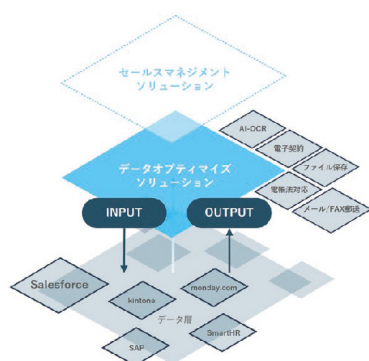 セールスマネジメント
ソリューション
AI-OCR
電子契約
データオプティマイズ
ソリューション
ファイル保存
電帳法対応
メール/FAX郵送
INPUT
OUTPUT
Salesforce
kintone
monday.com
データ層
SAP
SmartHR